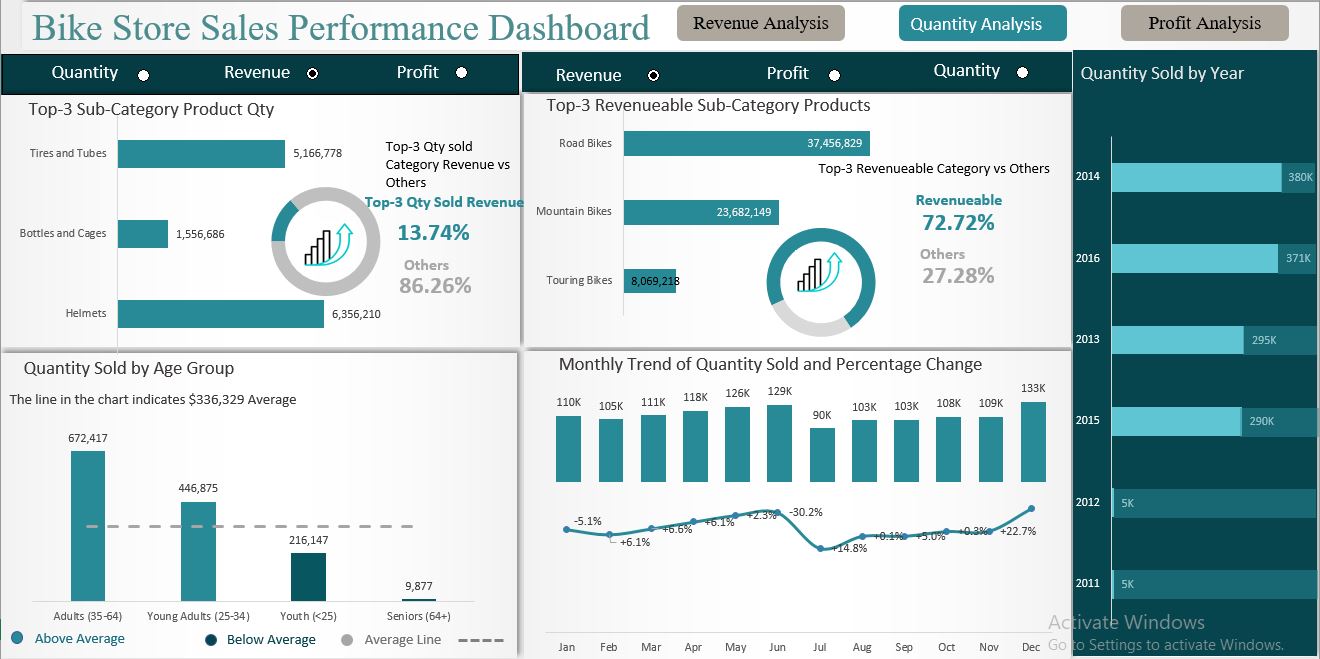 Bike Store Sales Performance Dashboard
Revenue Analysis
Quantity Analysis
Profit Analysis
Quantity
Revenue
Profit
Revenue
Profit
Quantity
Quantity Sold by Year
Top-3 Sub-Category Product Qty
Tires and Tubes
5,166,778
Bottles and Cages
1,556,686
Helmets
6,356,210
Top-3 Qty sold
Category Revenue vs
Others
Top-3 Qty Sold Revenue
13.74%
Others
86.26%
Top-3 Revenueable Sub-Category Products
Road Bikes
37,456,829
Mountain Bikes
23,682,149
Touring Bikes
8,069,218
Top-3 Revenueable Category vs Others
Revenueable
72.72%
Others
27.28%
2014
380K
2016
371K
2013
295K
2015
290K
2012
5K
2011
5K
Quantity Sold by Age Group
The line in the chart indicates $336,329 Average
672,417
446,875
216,147
9,877
Adults (35-64)
Young Adults (25-34)
Youth (<25)
Seniors (64+)
Above Average
Below Average
Average Line
Monthly Trend of Quantity Sold and Percentage Change
110K
105K
111K
118K
126K
129K
90K
103K
103K
108K
109K
133K
-5.1%
+6.1%
+6.6%
+6.1%
+2.3%
-30.2%
+14.8%
+0.1%
+5.0%
+0.3%
+22.7%
Jan
Feb
Mar
Apr
May
Jun
Jul
Aug
Sep
Oct
Nov
Dec
Activate Windows
Go to Settings to activate Windows.